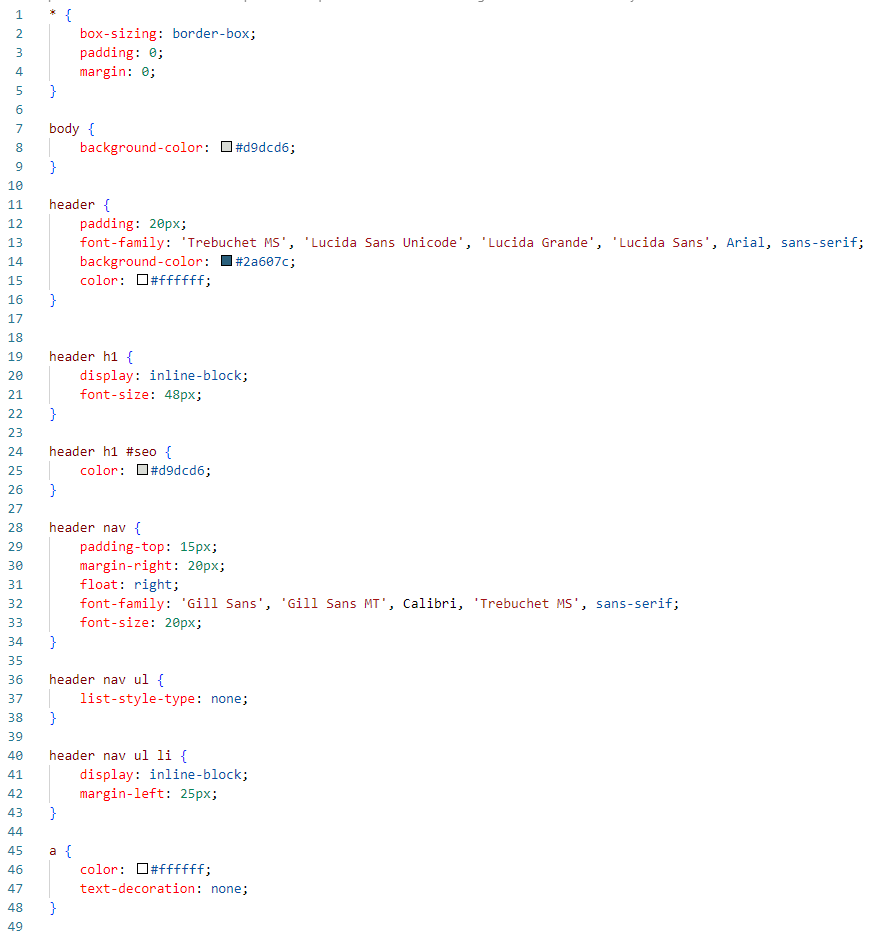 1 * {
2 box-sizing: border-box;
3 padding: 0;
4 margin: 0;
5 }
6
7 body {
8 background-color: #d9dcd6;
9 }
10
11 header {
12 padding: 20px;
13 font-family: 'Trebuchet MS', 'Lucida Sans Unicode', 'Lucida Grande', 'Lucida Sans', Arial, sans-serif;
14 background-color: #2a607c;
15 color: #ffffff;
16 }
17
18
19 header h1 {
20 display: inline-block;
21 font-size: 48px;
22 }
23
24 header h1 #seo {
25 color: #d9dcd6;
26 }
27
28 header nav {
29 padding-top: 15px;
30 margin-right: 20px;
31 float: right;
32 font-family: 'Gill Sans', 'Gill Sans MT', Calibri, 'Trebuchet MS', sans-serif;
33 font-size: 20px;
34 }
35
36 header nav ul {
37 list-style-type: none;
38 }
39
40 header nav ul li {
41 display: inline-block;
42 margin-left: 25px;
43 }
44
45 a {
46 color: #ffffff;
47 text-decoration: none;
48 }
49